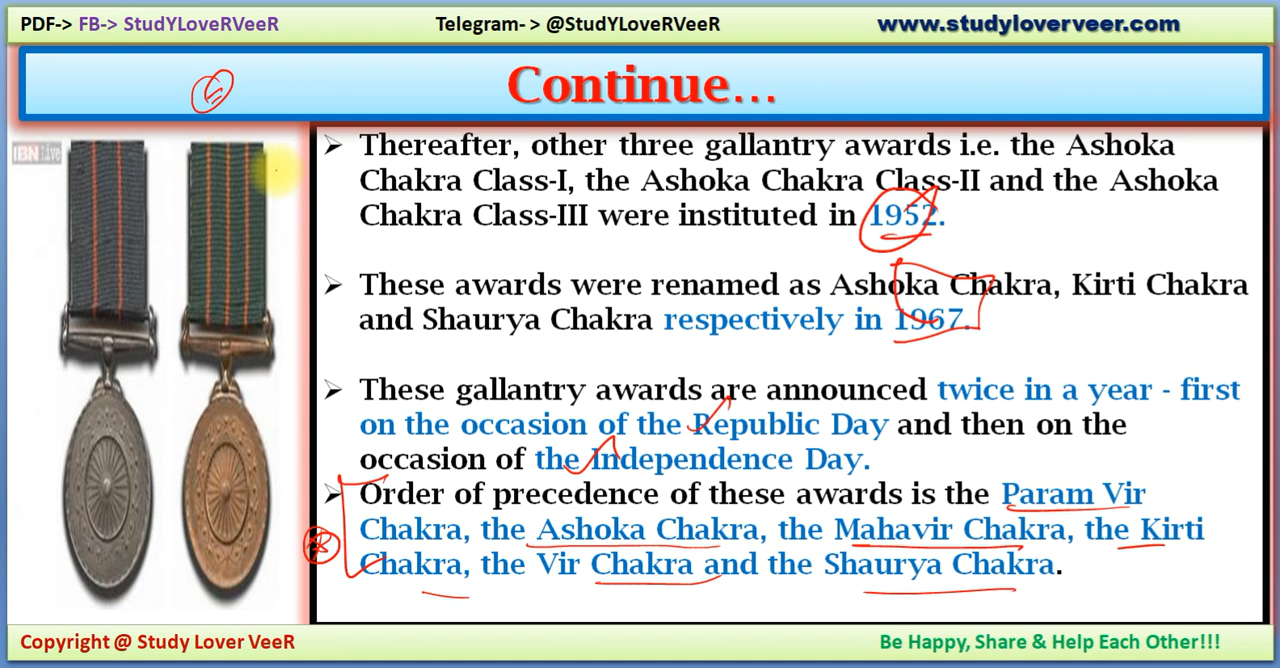 PDF-> FB-> StudYLoveRVeeR Telegram- > @StudYLoveRVeeR www.studyloverveer.com
Continue...
IBN Live
➢ Thereafter, other three gallantry awards i.e. the Ashoka
Chakra Class-I, the Ashoka Chakra Class-II and the Ashoka
Chakra Class-III were instituted in 1952.
➢ These awards were renamed as Ashoka Chakra, Kirti Chakra
and Shaurya Chakra respectively in 1967.
➢ These gallantry awards are announced twice in a year - first
on the occasion of the Republic Day and then on the
occasion of the Independence Day.
➢ Order of precedence of these awards is the Param Vir
Chakra, the Ashoka Chakra, the Mahavir Chakra, the Kirti
Chakra, the Vir Chakra and the Shaurya Chakra.
Copyright @ Study Lover VeeR Be Happy, Share & Help Each Other!!!